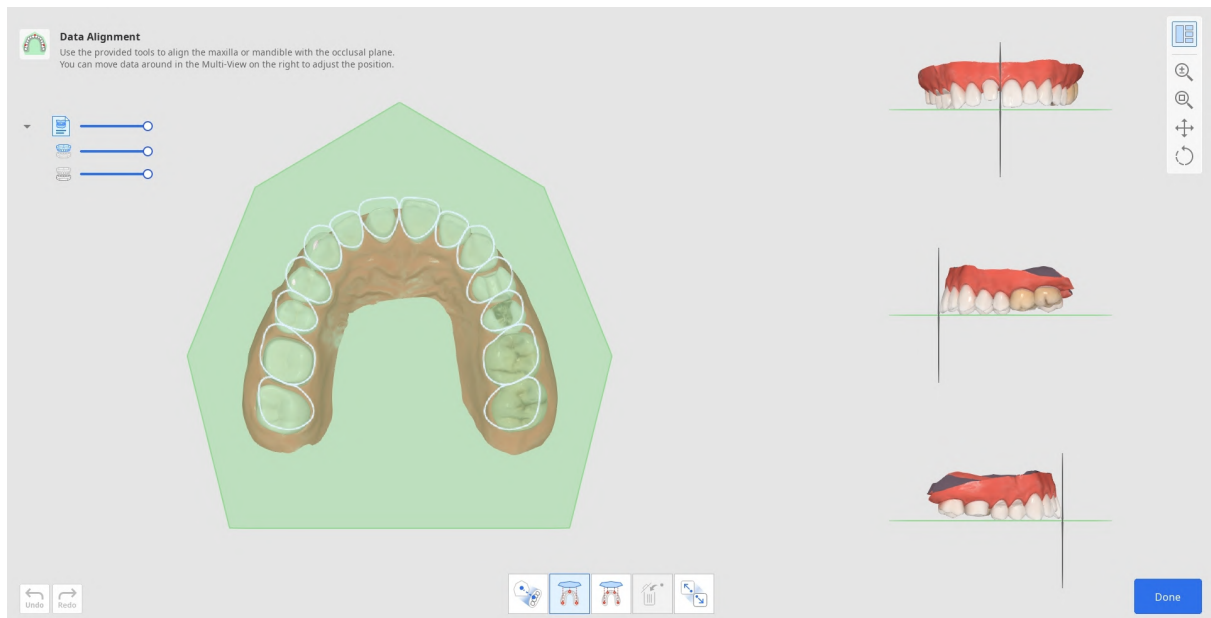 Data Alignment
Use the provided tools to align the maxilla or mandible with the occlusal plane.
You can move data around in the Multi-View on the right to adjust the position.
Undo
Redo
Done